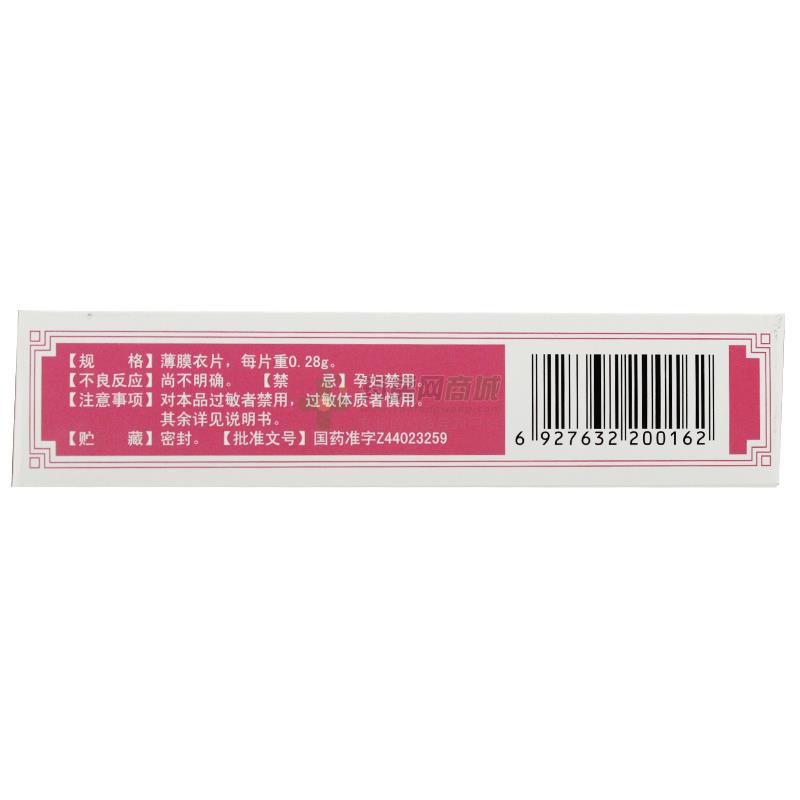 【规　　格】薄膜衣片，每片重0.28g。
【不良反应】尚不明确。　【禁　　忌】孕妇禁用。
【注意事项】对本品过敏者禁用，过敏体质者慎用。
其余详见说明书。
【贮　　藏】密封。【批准文号】国药准字Z44023259
6 927632 200162
网商城